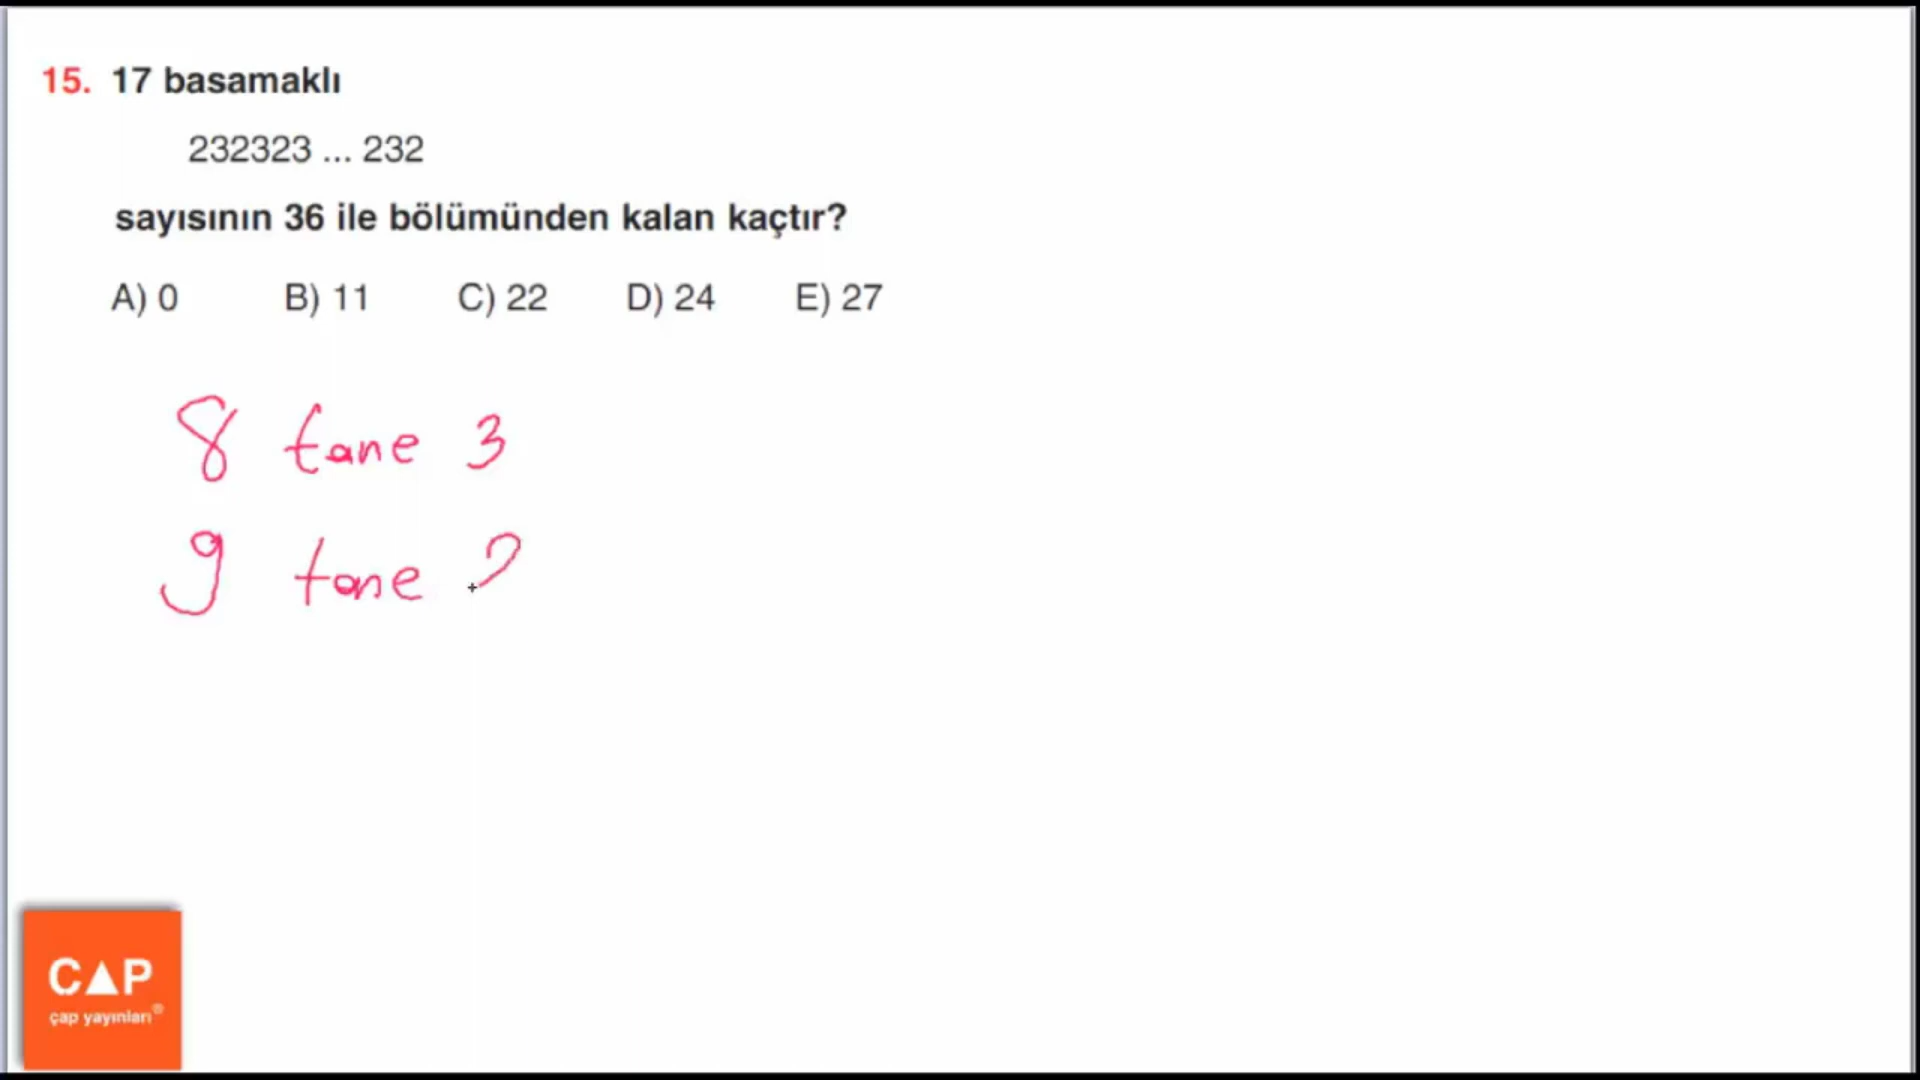 15. 17 basamaklı
232323 ... 232
sayısının 36 ile bölümünden kalan kaçtır?
A) 0 B) 11 C) 22 D) 24 E) 27
8 tane 3
9 tane 2
CAP
çap yayınları®